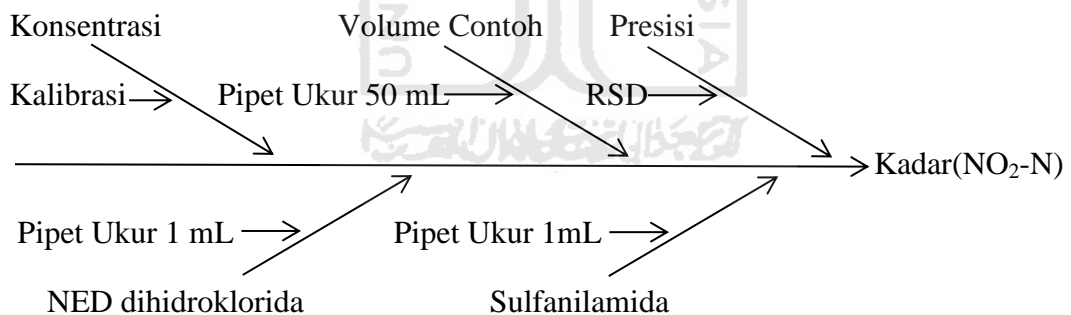 Konsentrasi Volume Contoh Presisi
Kalibrasi Pipet Ukur 50 mL RSD
Kadar(NO₂-N)
Pipet Ukur 1 mL Pipet Ukur 1mL
NED dihidroklorida Sulfanilamida